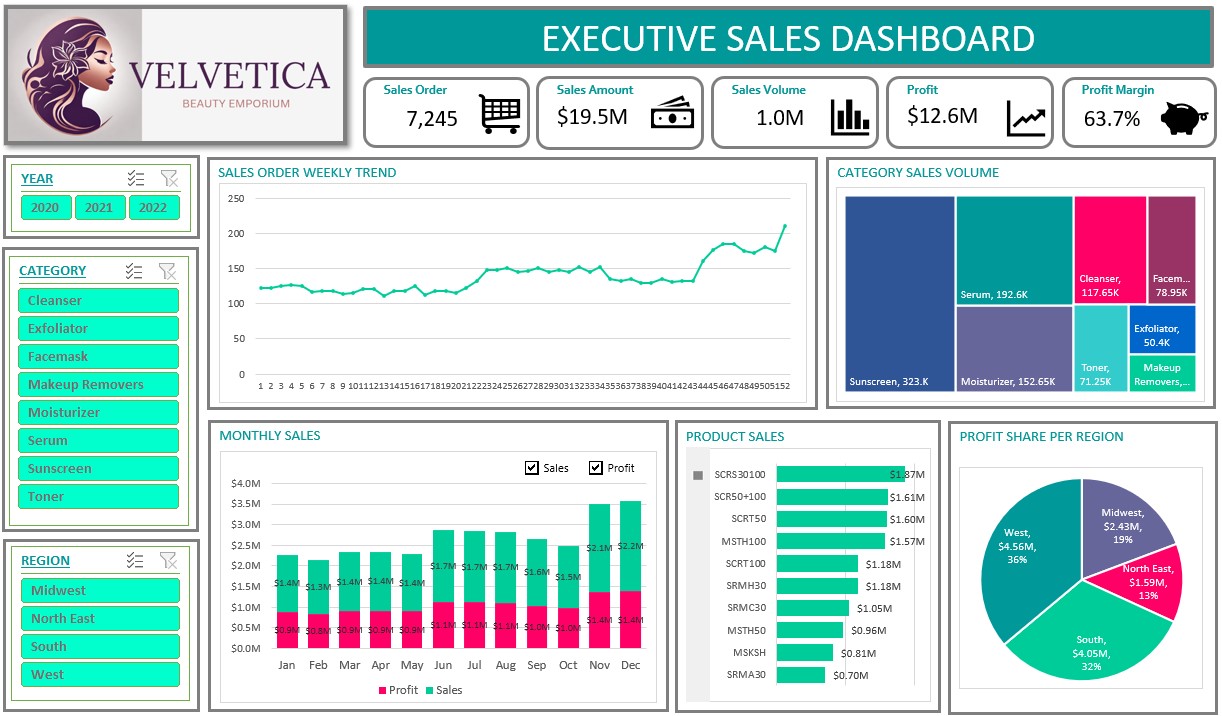 VELVETICA
BEAUTY EMPORIUM
EXECUTIVE SALES DASHBOARD
Sales Order
7,245
Sales Amount
$19.5M
Sales Volume
1.0M
Profit
$12.6M
Profit Margin
63.7%
YEAR
2020 2021 2022
CATEGORY
Cleanser
Exfoliator
Facemask
Makeup Removers
Moisturizer
Serum
Sunscreen
Toner
REGION
Midwest
North East
South
West
SALES ORDER WEEKLY TREND
250
200
150
100
50
0
1 2 3 4 5 6 7 8 9 10 11 12 13 14 15 16 17 18 19 20 21 22 23 24 25 26 27 28 29 30 31 32 33 34 35 36 37 38 39 40 41 42 43 44 45 46 47 48 49 50 51 52
CATEGORY SALES VOLUME
Sunscreen, 323.K
Serum, 192.6K
Moisturizer, 152.65K
Cleanser,
117.65K
Facem...
78.95K
Toner,
71.25K
Exfoliator,
50.4K
Makeup
Removers,...
MONTHLY SALES
Sales Profit
$4.0M
$3.5M
$3.0M
$2.5M
$2.0M
$1.5M
$1.0M
$0.5M
$0.0M
$1.4M $1.3M $1.4M $1.4M $1.4M $1.7M $1.7M $1.7M $1.6M $1.5M $2.1M $2.2M
$0.9M $0.8M $0.9M $0.9M $0.9M $1.1M $1.1M $1.1M $1.0M $1.0M $1.4M $1.4M
Jan Feb Mar Apr May Jun Jul Aug Sep Oct Nov Dec
Profit Sales
PRODUCT SALES
SCRS30100 $1.87M
SCR50+100 $1.61M
SCRT50 $1.60M
MSTH100 $1.57M
SCRT100 $1.18M
SRMH30 $1.18M
SRMC30 $1.05M
MSTH50 $0.96M
MSKSH $0.81M
SRMA30 $0.70M
PROFIT SHARE PER REGION
Midwest,
$2.43M,
19%
North East,
$1.59M,
13%
South,
$4.05M,
32%
West,
$4.56M,
36%